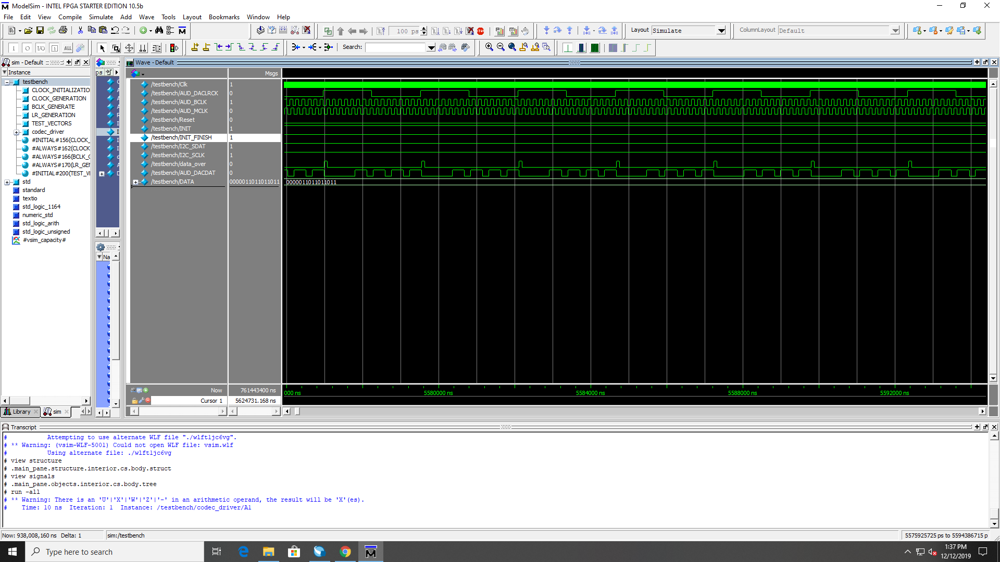 ModelSim - INTEL FPGA STARTER EDITION 10.5b
File Edit View Compile Simulate Add Wave Tools Layout Bookmarks Window Help
100 ps
Layout Simulate
ColumnLayout Default
Search:
sim - Default
Instance
testbench
CLOCK_INITIALIZATIO
CLOCK_GENERATION
BCLK_GENERATE
LR_GENERATION
TEST_VECTORS
codec_driver
#INITIAL#156(CLOCK_
#ALWAYS#162(CLOCK
#ALWAYS#166(BCLK_G
#ALWAYS#170(LR_GEN
#INITIAL#200(TEST_VE
std
standard
textio
std_logic_1164
numeric_std
std_logic_arith
std_logic_unsigned
#vsim_capacity#
Library
sim
ps
Na
Wave - Default
Msgs
/testbench/Clk 1
/testbench/AUD_DACLRCK 0
/testbench/AUD_BCLK 1
/testbench/AUD_MCLK 0
/testbench/Reset 0
/testbench/INIT 1
/testbench/INIT_FINISH 1
/testbench/I2C_SDAT 1
/testbench/I2C_SCLK 1
/testbench/data_over 0
/testbench/AUD_DACDAT 0
/testbench/DATA 0000011011011011 0000011011011011
Now 761443400 ns
000 ns 5580000 ns 5584000 ns 5588000 ns 5592000 ns
Cursor 1 5624731.168 ns
Transcript
# Attempting to use alternate WLF file "./wlft1jc6vg".
# ** Warning: (vsim-WLF-5001) Could not open WLF file: vsim.wlf
# Using alternate file: ./wlft1jc6vg
# view structure
# .main_pane.structure.interior.cs.body.struct
# view signals
# .main_pane.objects.interior.cs.body.tree
# run -all
# ** Warning: There is an 'U'|'X'|'W'|'Z'|'-' in an arithmetic operand, the result will be 'X'(es).
# Time: 10 ns Iteration: 1 Instance: /testbench/codec_driver/A1
Now: 938,008,160 ns Delta: 1
sim:/testbench
5575925725 ps to 5594386715 p
Type here to search
1:37 PM
12/12/2019